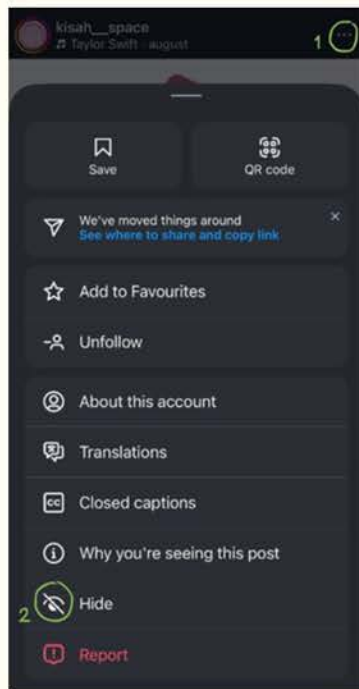 kisah__space
Taylor Swift · august
1
Save
QR code
We've moved things around
See where to share and copy link
Add to Favourites
Unfollow
About this account
Translations
CC
Closed captions
Why you're seeing this post
2
Hide
Report